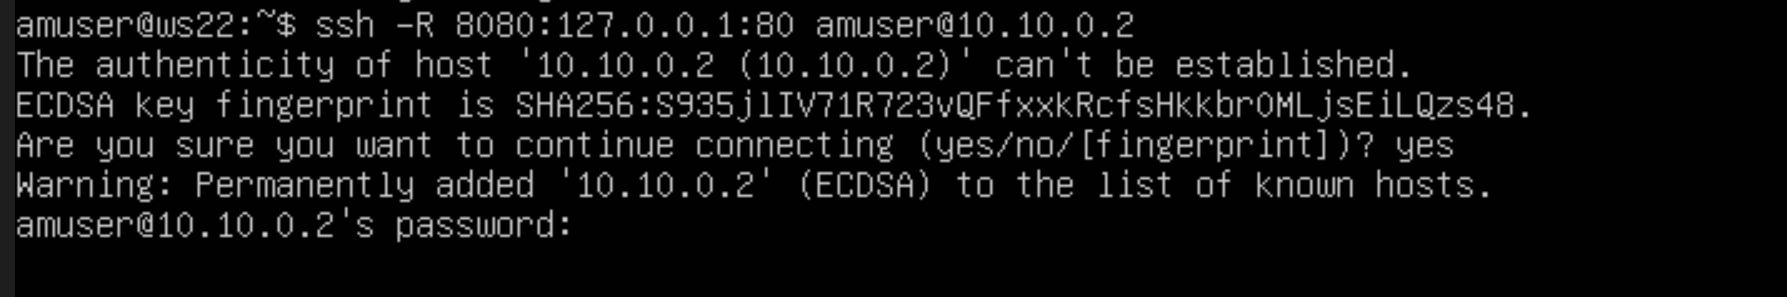 amuser@ws22:~$ ssh -R 8080:127.0.0.1:80 amuser@10.10.0.2
The authenticity of host '10.10.0.2 (10.10.0.2)' can't be established.
ECDSA key fingerprint is SHA256:S935jlIV71R723vQFfxxkRcfsHkkbrOMLjsEiLQzs48.
Are you sure you want to continue connecting (yes/no/[fingerprint])? yes
Warning: Permanently added '10.10.0.2' (ECDSA) to the list of known hosts.
amuser@10.10.0.2's password: